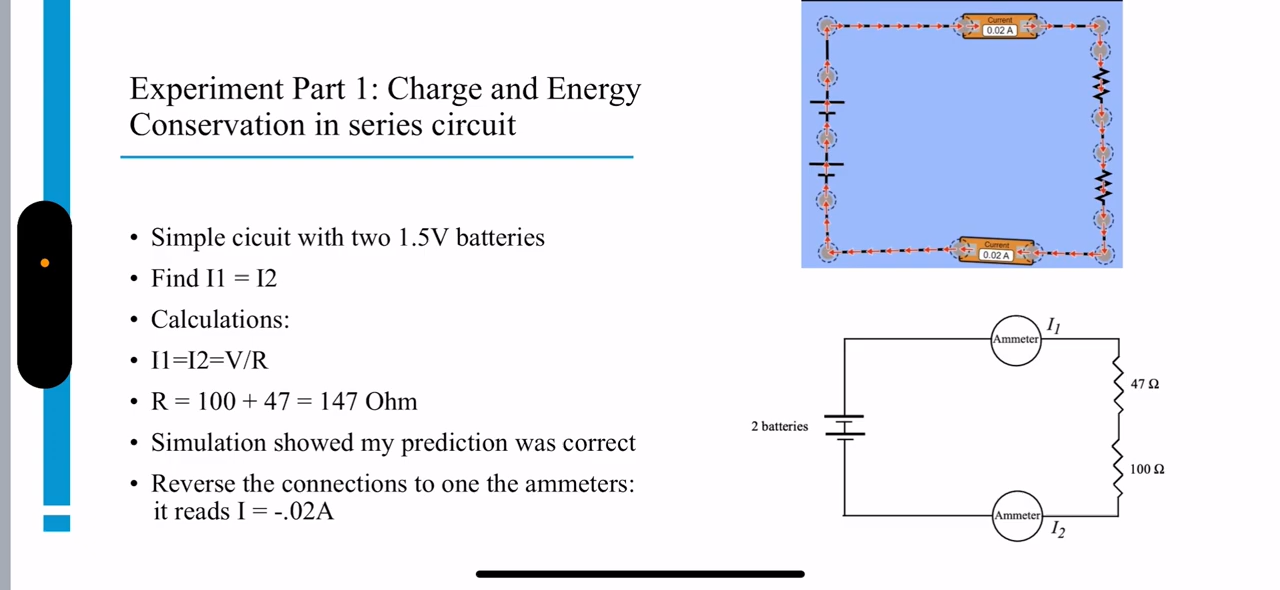 Experiment Part 1: Charge and Energy
Conservation in series circuit
• Simple cicuit with two 1.5V batteries
• Find I1 = I2
• Calculations:
• I1=I2=V/R
• R = 100 + 47 = 147 Ohm
• Simulation showed my prediction was correct
• Reverse the connections to one the ammeters:
it reads I = -.02A
Current
0.02 A
Current
0.02 A
Ammeter
I1
47 Ω
2 batteries
100 Ω
Ammeter
I2